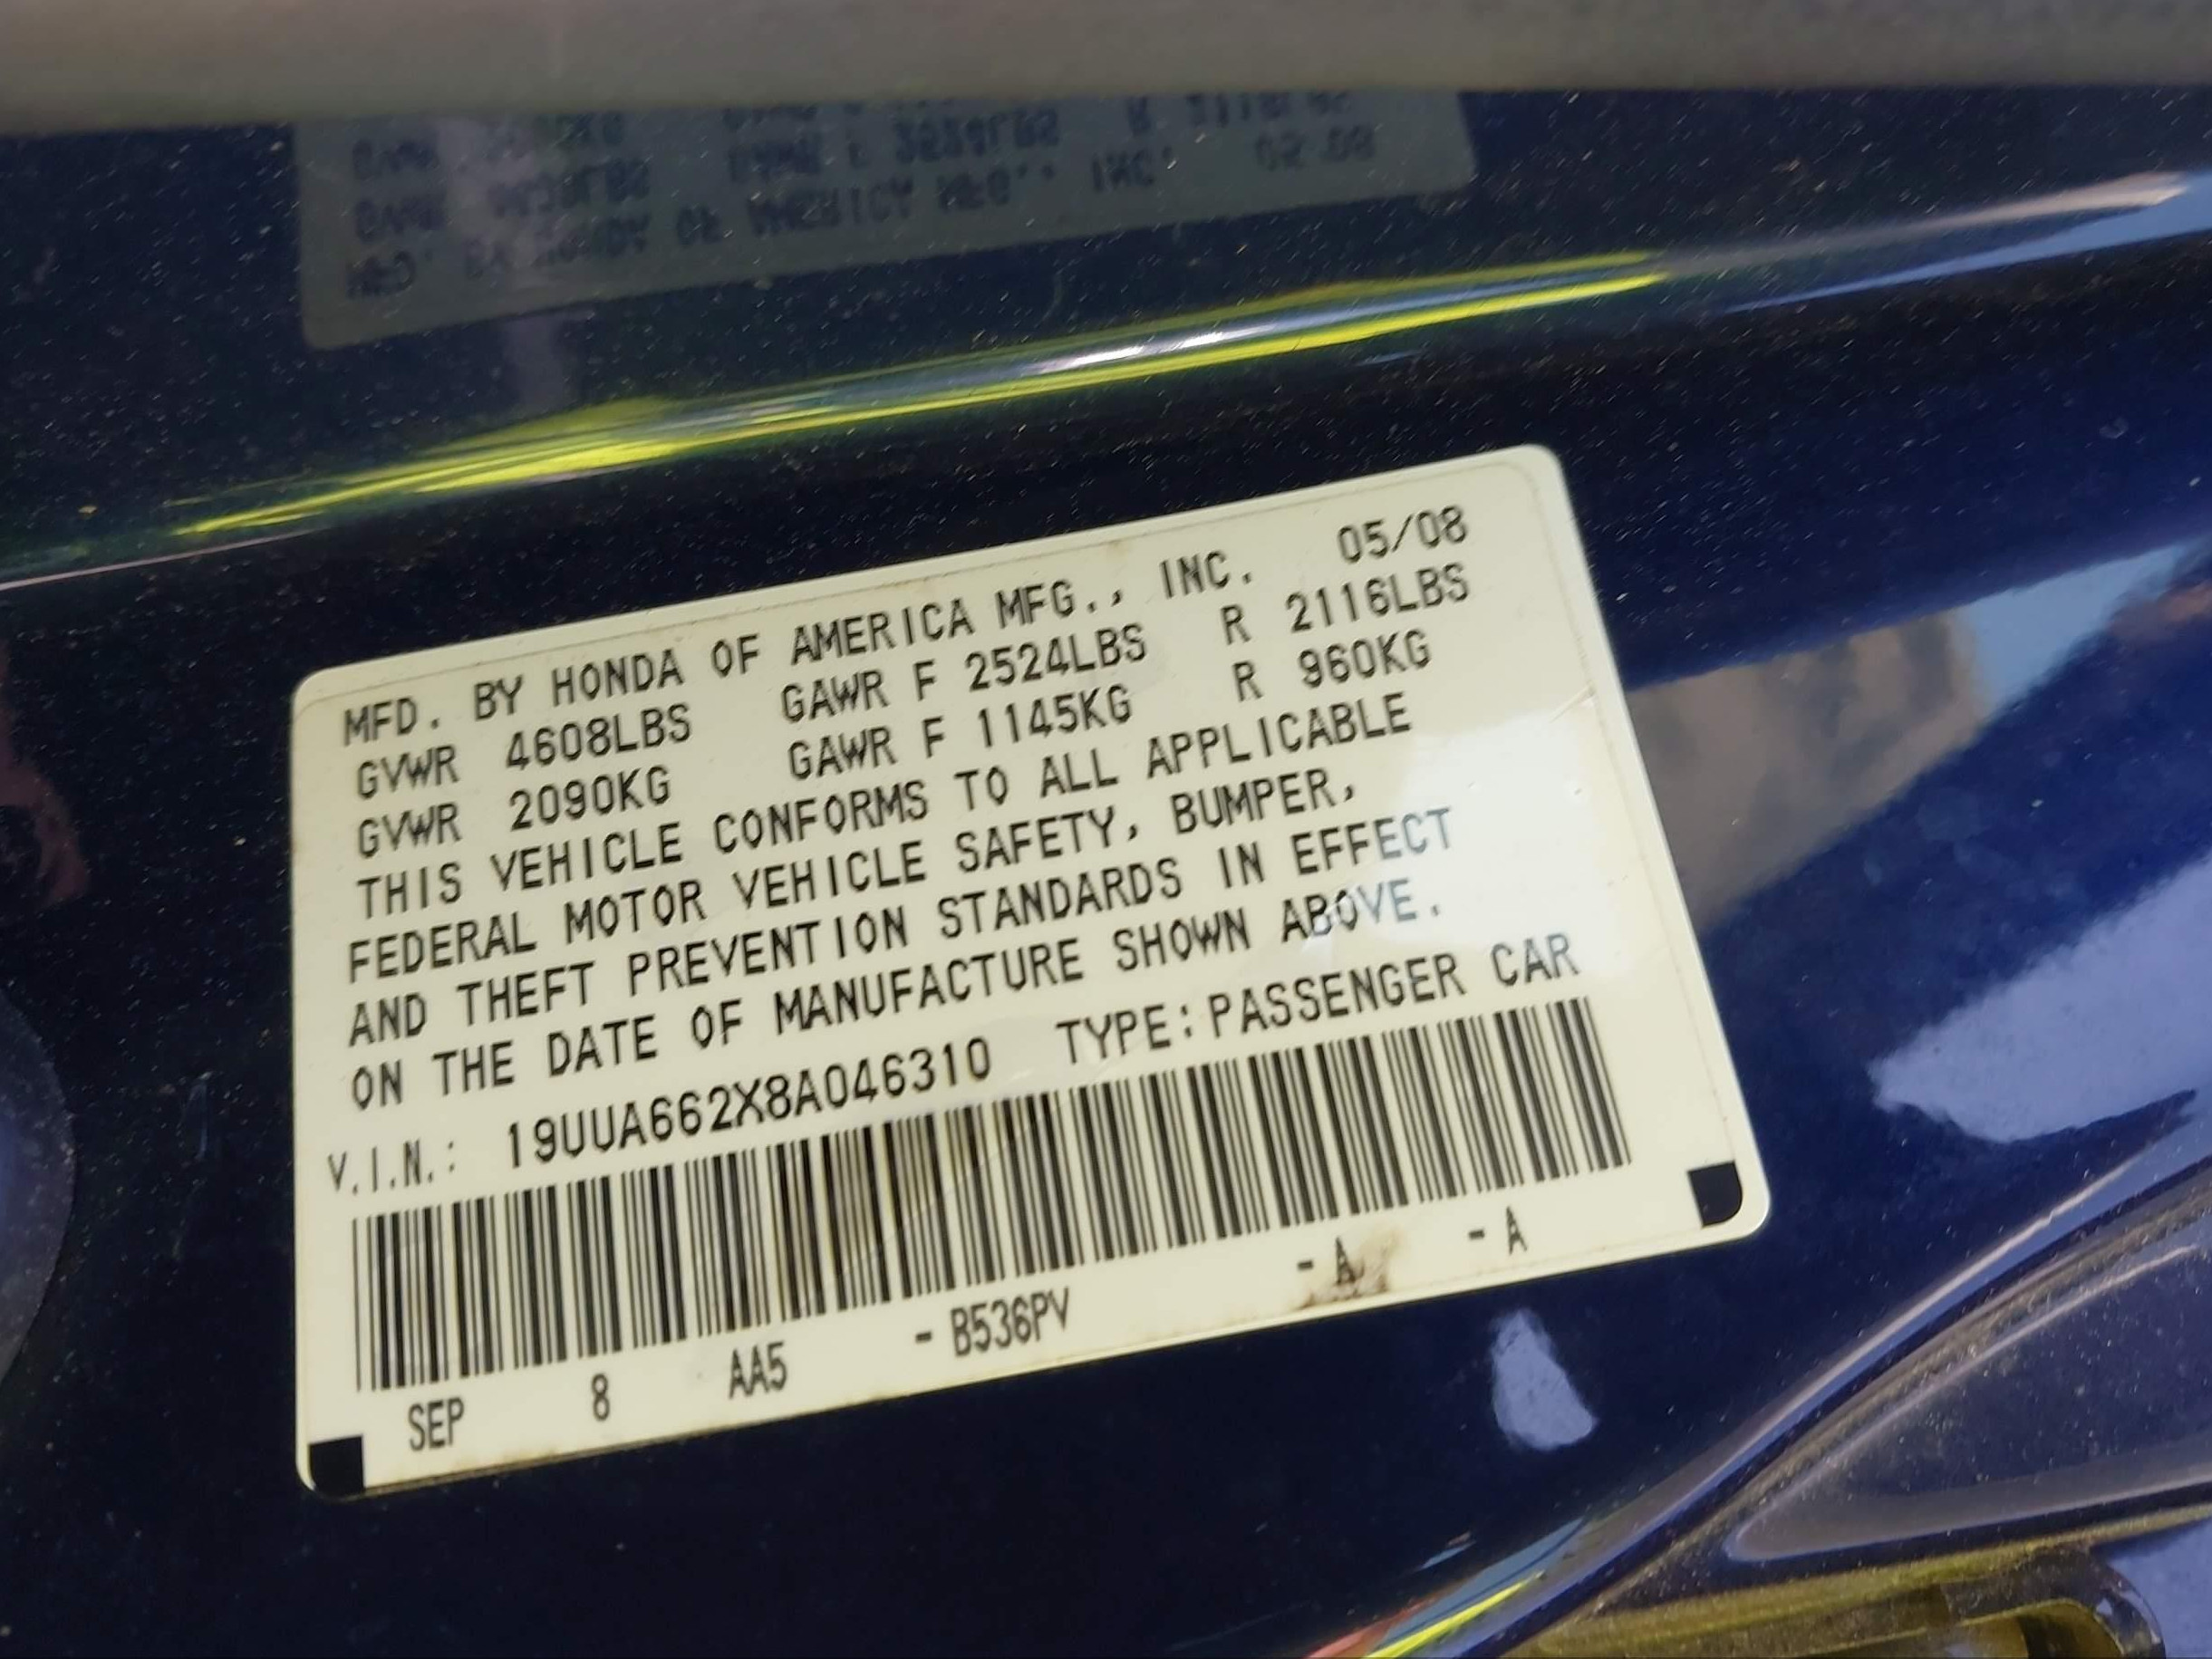 MFD. BY HONDA OF AMERICA MFG., INC. 05/08
GVWR 4608LBS GAWR F 2524LBS R 2116LBS
GVWR 2090KG GAWR F 1145KG R 960KG
THIS VEHICLE CONFORMS TO ALL APPLICABLE
FEDERAL MOTOR VEHICLE SAFETY, BUMPER,
AND THEFT PREVENTION STANDARDS IN EFFECT
ON THE DATE OF MANUFACTURE SHOWN ABOVE.
V.I.N.: 19UUA662X8A046310 TYPE:PASSENGER CAR
SEP 8 AA5 -B536PV -A -A